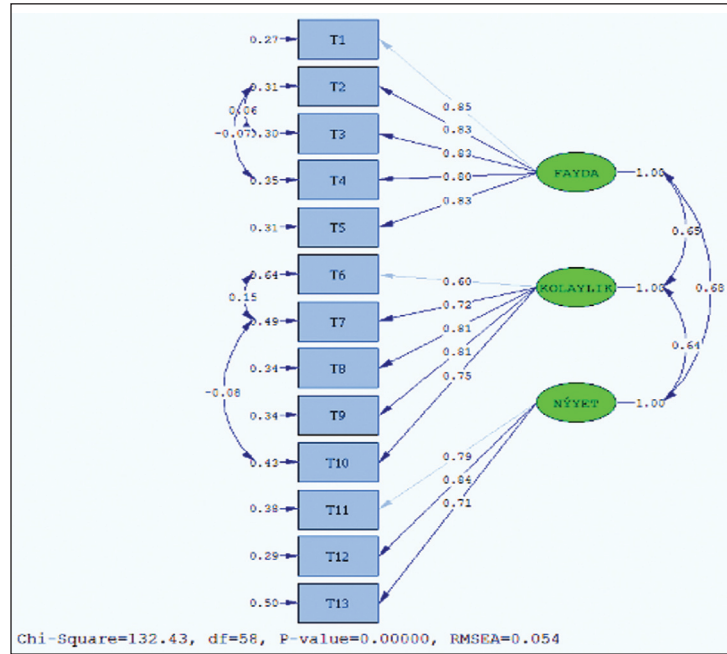 0.27 T1
0.85
0.31 T2
0.06
0.83
-0.07 0.30 T3
0.83
0.35 T4
0.80
FAYDA 1.00
0.31 T5
0.83
0.65
0.64 T6
0.60
0.68
0.15
KOLAYLIK 1.00
0.49 T7
0.72
0.34 T8
0.81
0.64
0.81
0.34 T9
0.75
-0.08
NÝYET 1.00
0.43 T10
0.79
0.38 T11
0.84
0.71
0.29 T12
0.50 T13
Chi-Square=132.43, df=58, P-value=0.00000, RMSEA=0.054